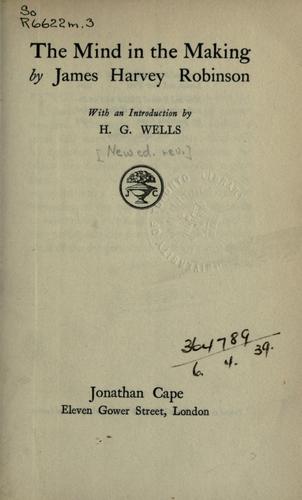 So
R6622m.3
The Mind in the Making
by James Harvey Robinson
With an Introduction by
H. G. WELLS
[New ed. rev.]
J C
364789
6. 4. 39.
Jonathan Cape
Eleven Gower Street, London